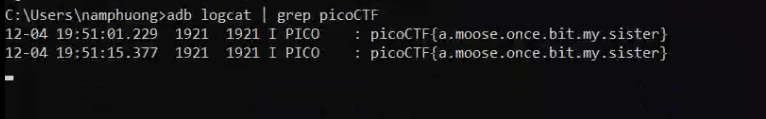 C:\Users\namphuong>adb logcat | grep picoCTF
12-04 19:51:01.229  1921  1921 I PICO    : picoCTF{a.moose.once.bit.my.sister}
12-04 19:51:15.377  1921  1921 I PICO    : picoCTF{a.moose.once.bit.my.sister}